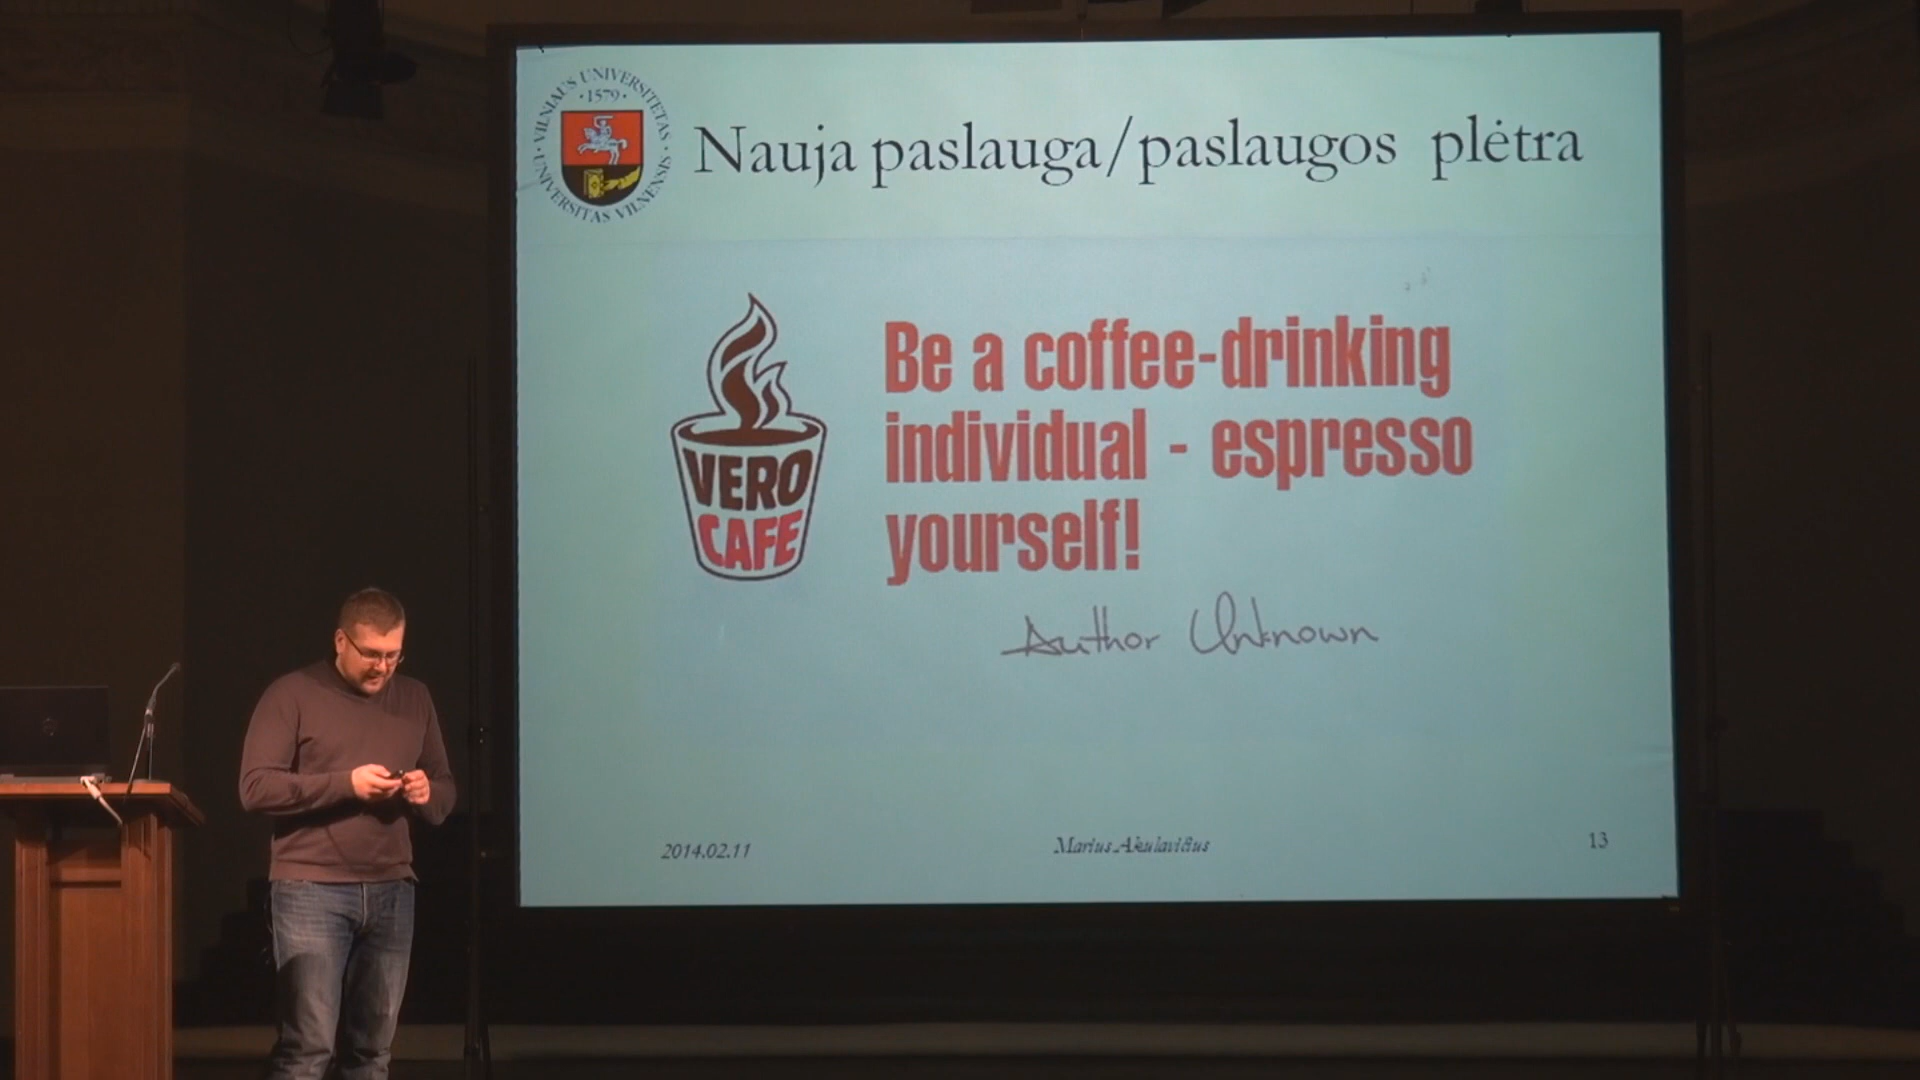 VILNIAUS UNIVERSITETAS
·1579·
UNIVERSITAS VILNENSIS
Nauja paslauga/paslaugos plėtra
VERO
CAFE
Be a coffee-drinking
individual - espresso
yourself!
Author Unknown
2014.02.11
Marius Akulavičius
13